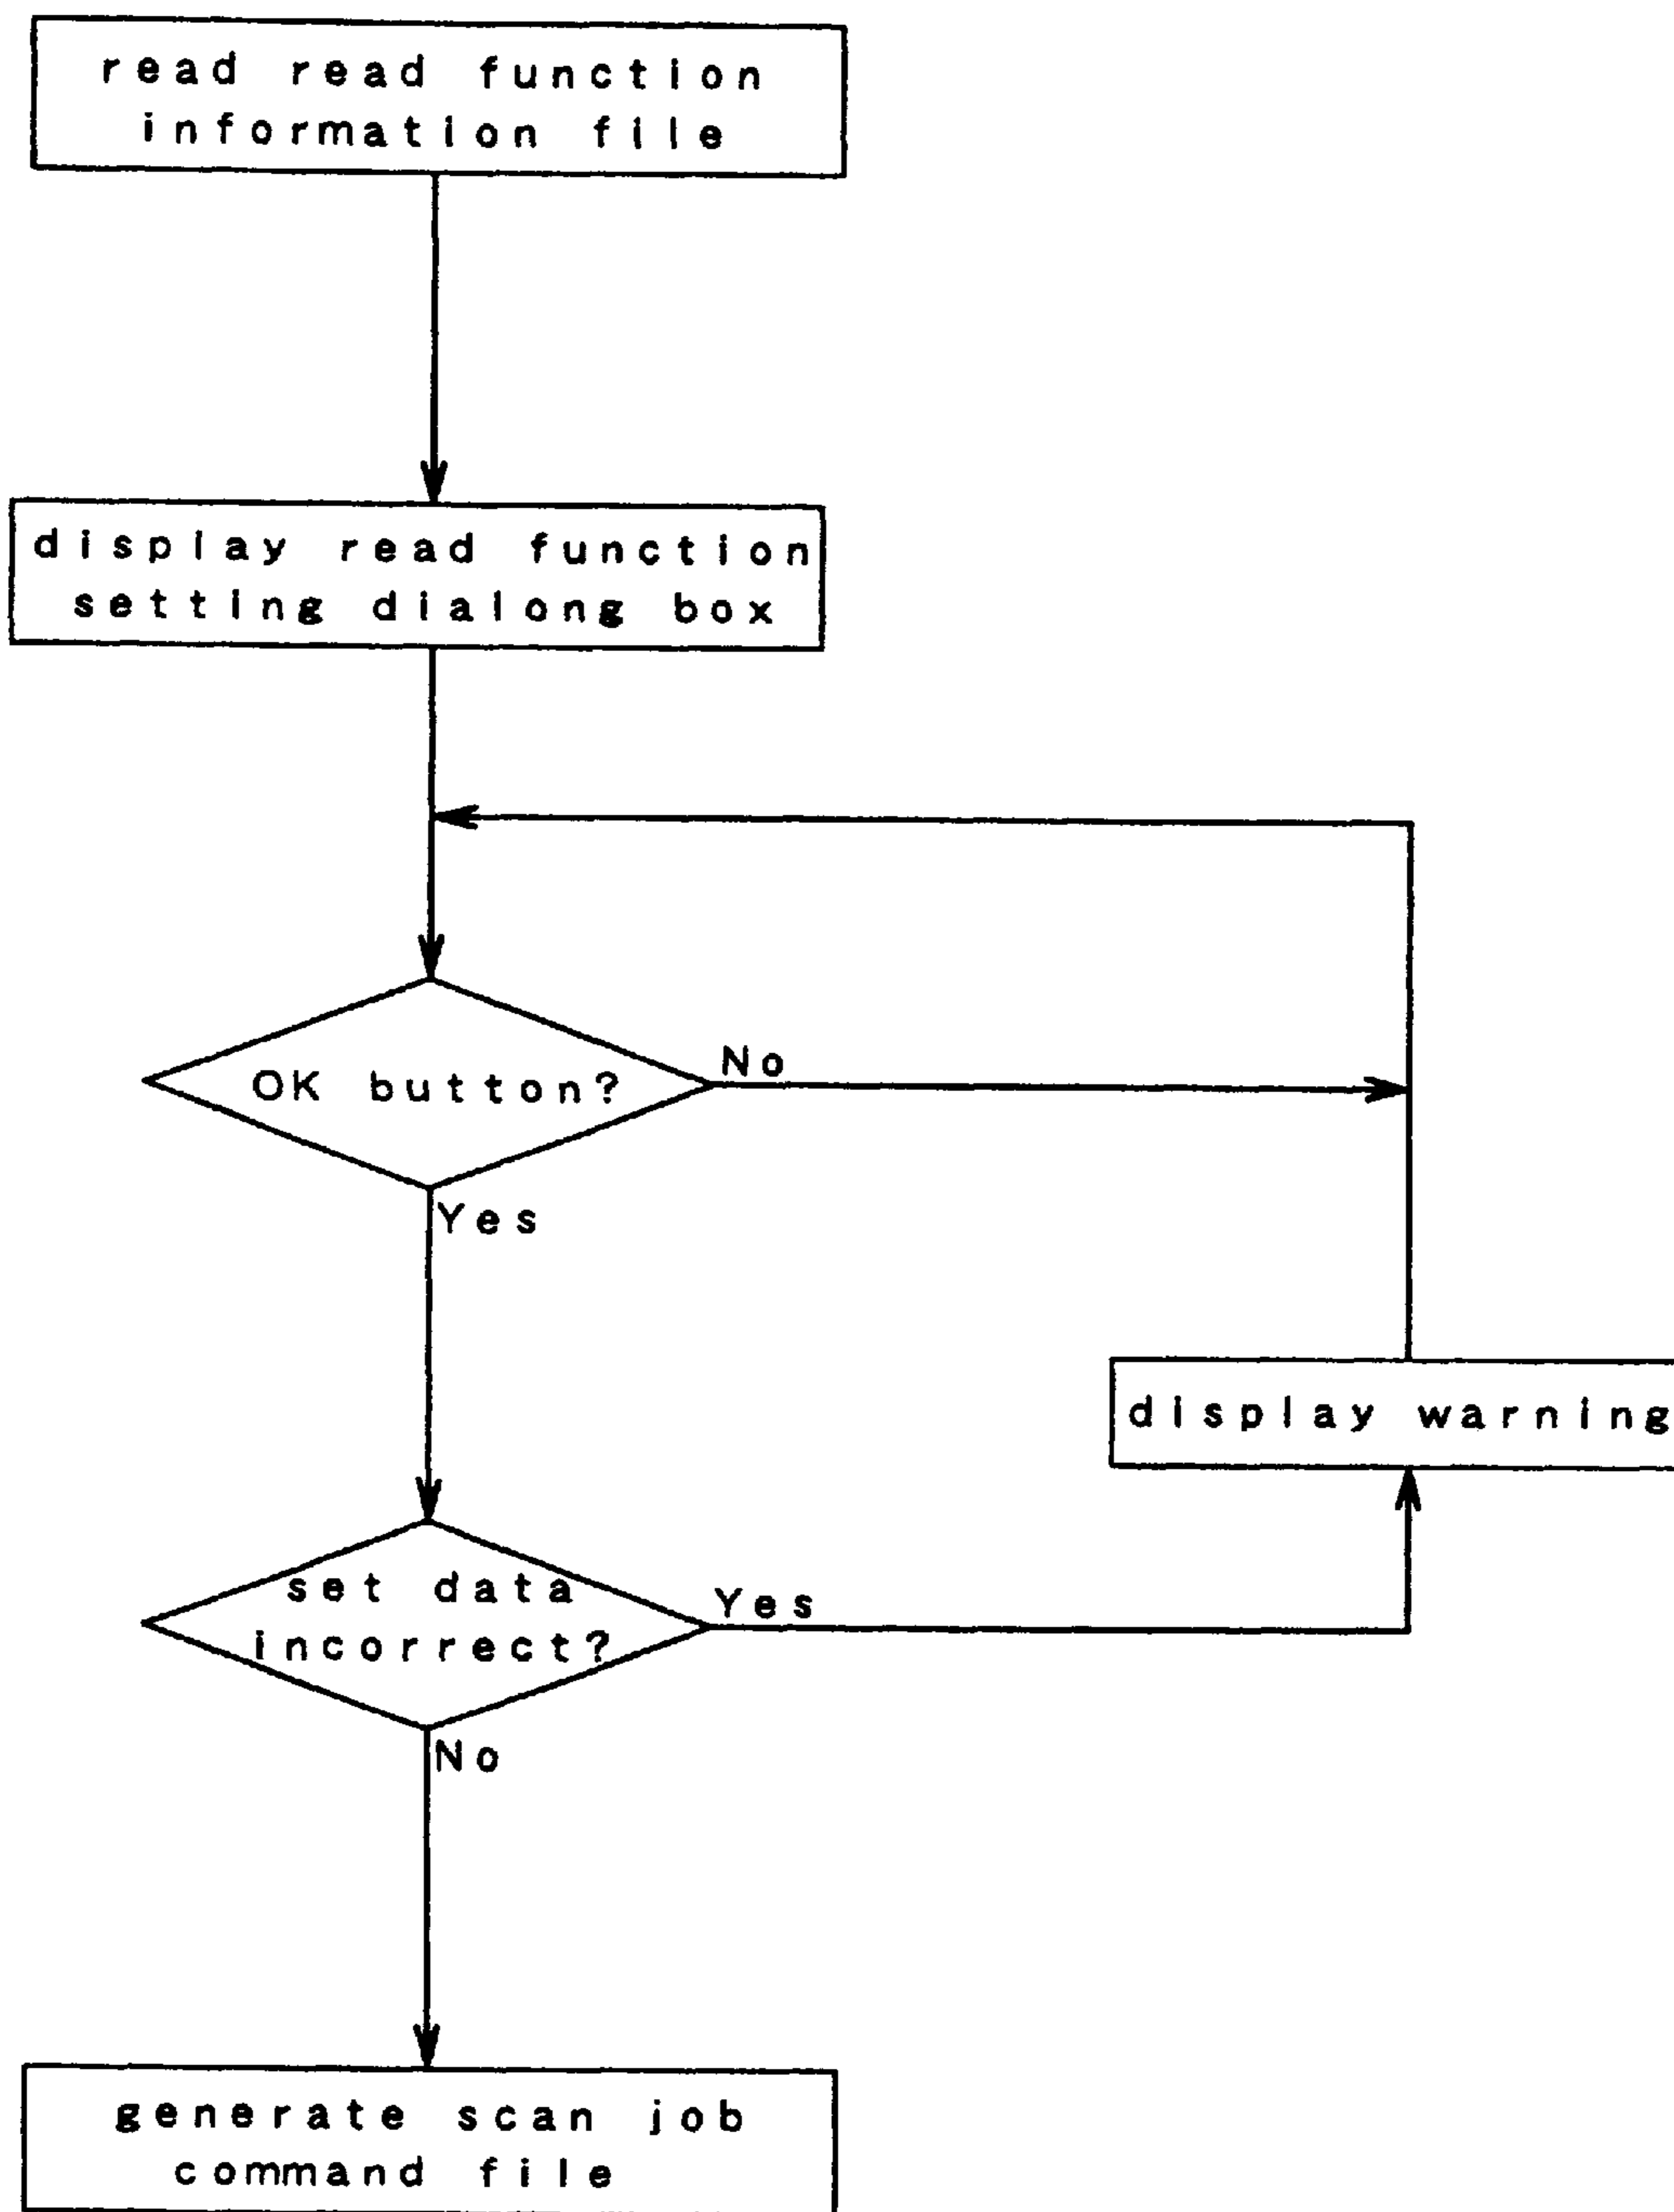 read read function
information file
display read function
setting dialong box
OK button?
No
Yes
display warning
set data
incorrect?
Yes
No
generate scan job
command file